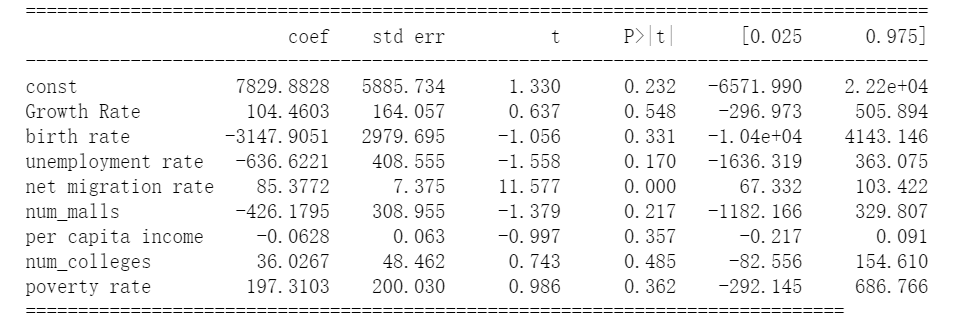 ==============================================================================
coef std err t P>|t| [0.025 0.975]
------------------------------------------------------------------------------
const 7829.8828 5885.734 1.330 0.232 -6571.990 2.22e+04
Growth Rate 104.4603 164.057 0.637 0.548 -296.973 505.894
birth rate -3147.9051 2979.695 -1.056 0.331 -1.04e+04 4143.146
unemployment rate -636.6221 408.555 -1.558 0.170 -1636.319 363.075
net migration rate 85.3772 7.375 11.577 0.000 67.332 103.422
num_malls -426.1795 308.955 -1.379 0.217 -1182.166 329.807
per capita income -0.0628 0.063 -0.997 0.357 -0.217 0.091
num_colleges 36.0267 48.462 0.743 0.485 -82.556 154.610
poverty rate 197.3103 200.030 0.986 0.362 -292.145 686.766
==============================================================================